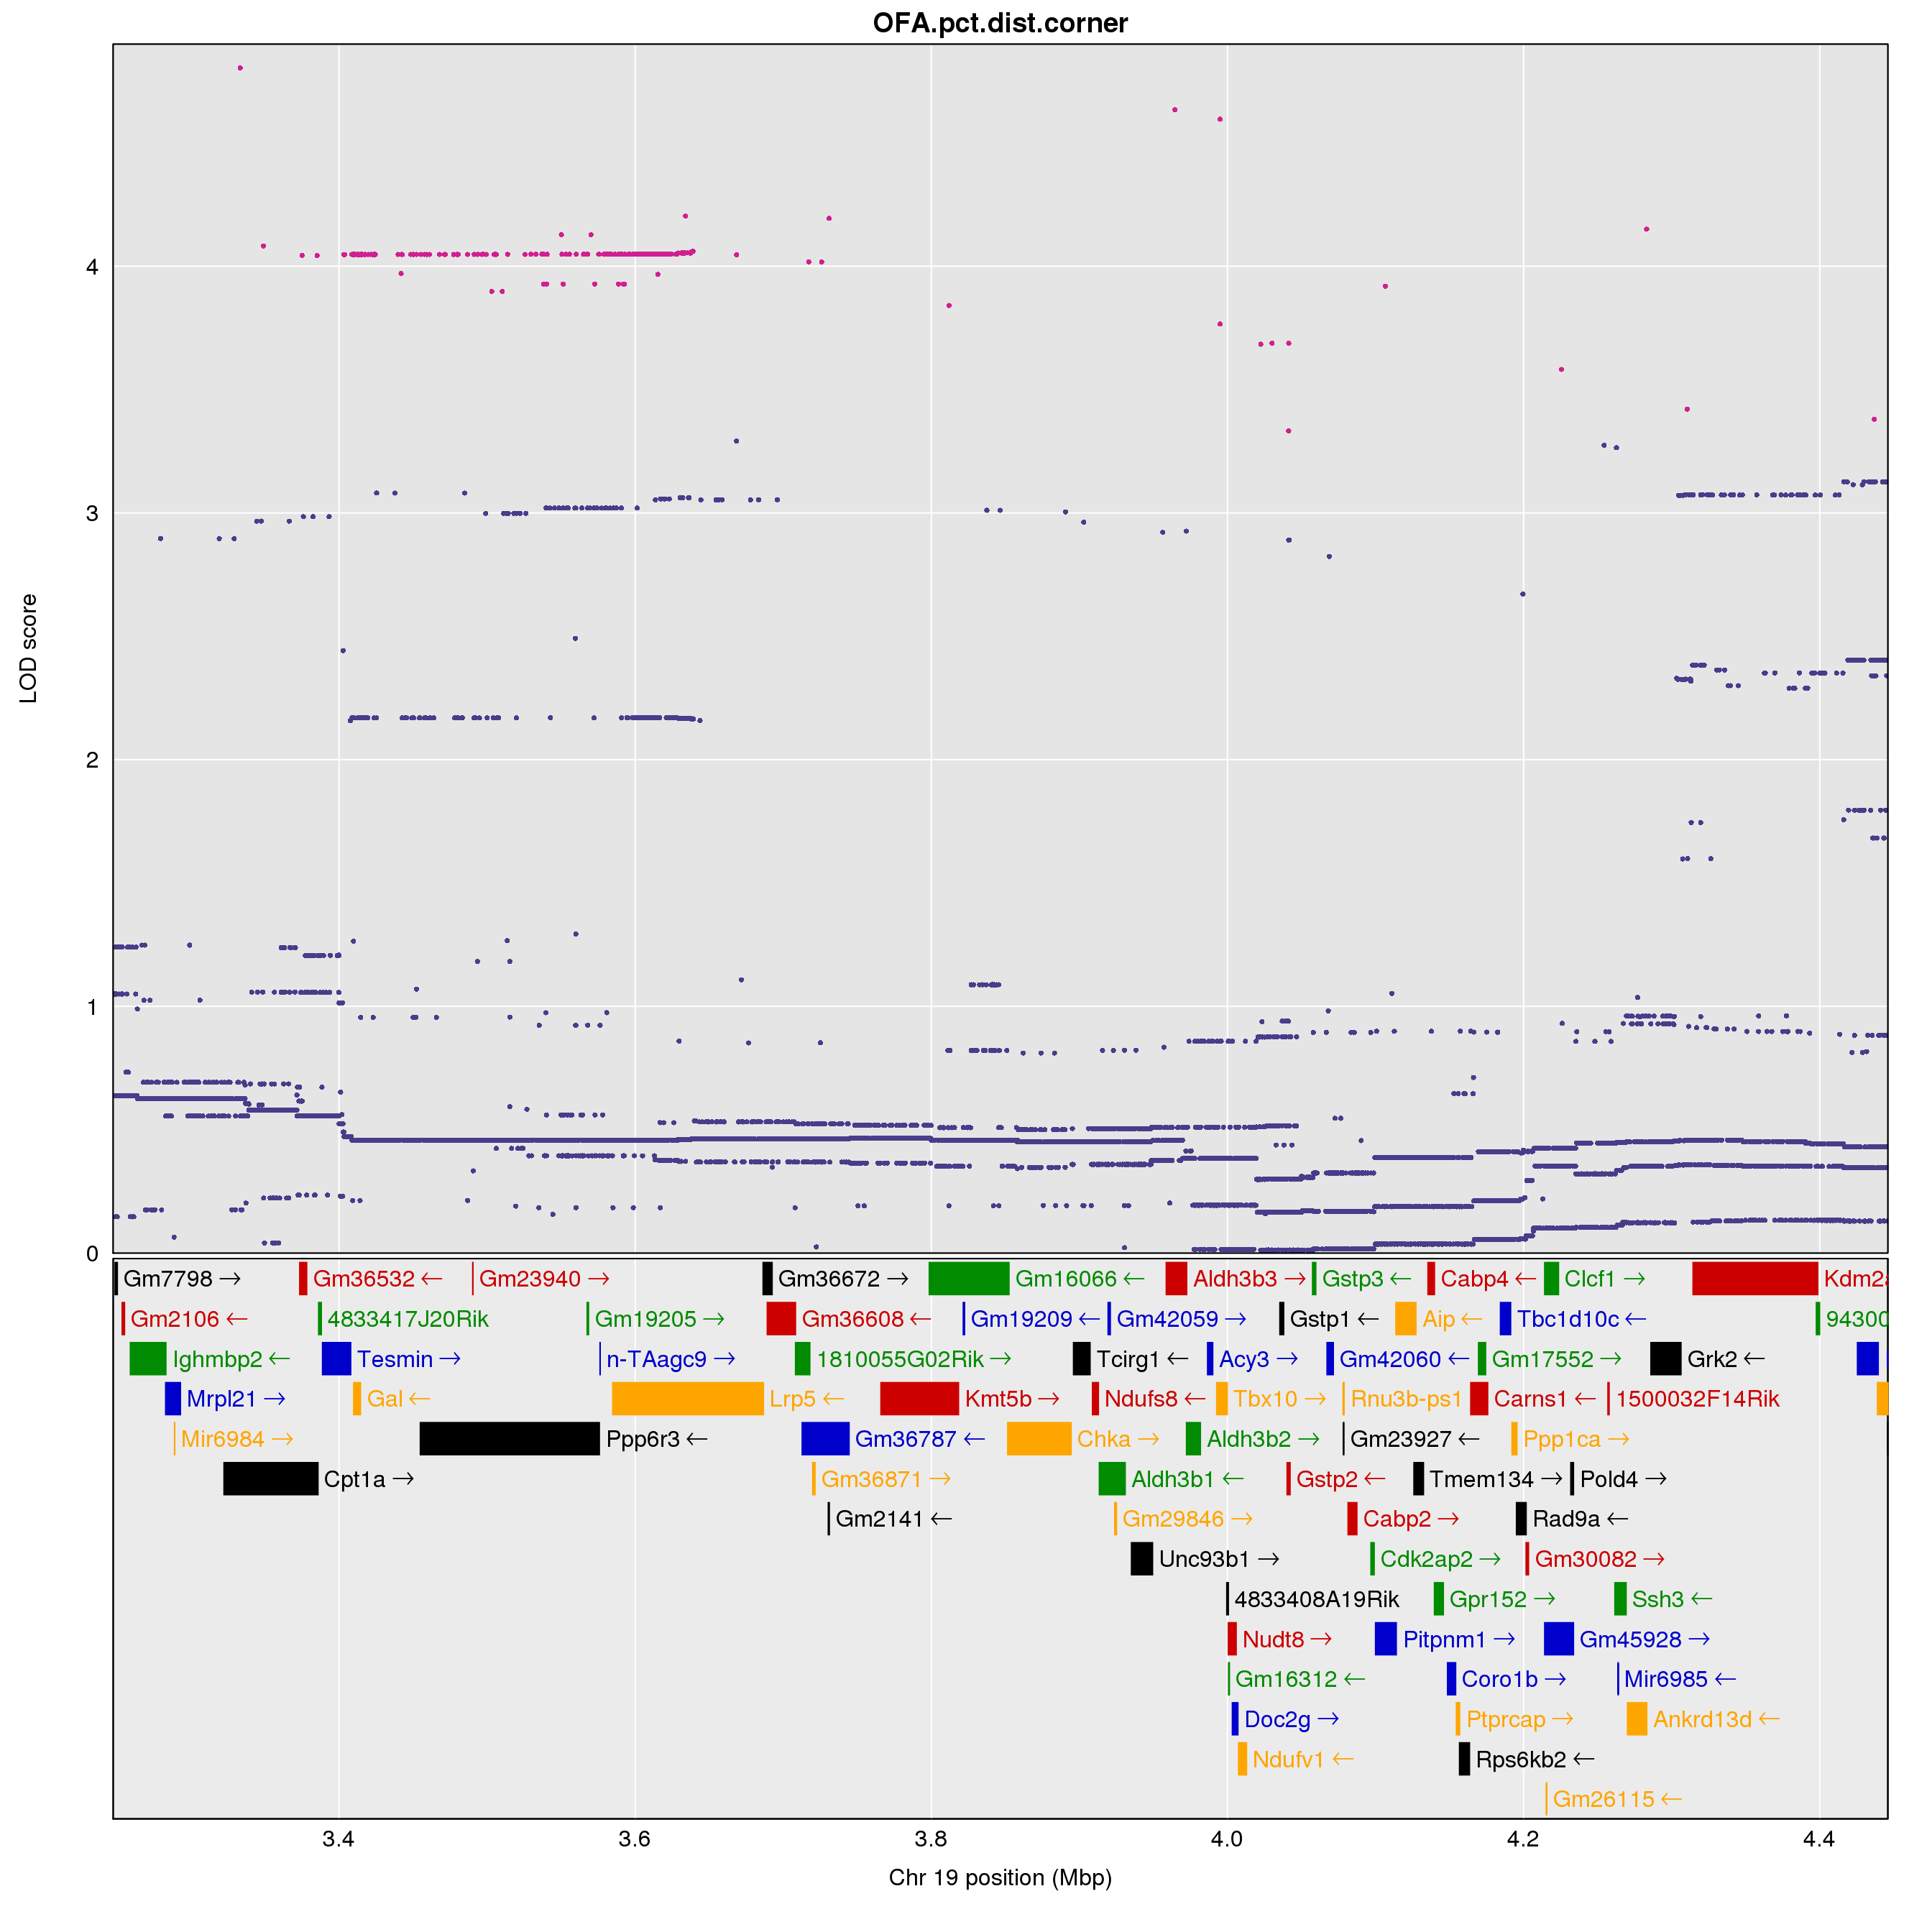 OFA.pct.dist.corner
LOD score
4
3
2
1
0
Gm7798 → Gm36532 ← Gm23940 → Gm36672 → Gm16066 ← Aldh3b3 → Gstp3 ← Cabp4 ← Clcf1 → Kdm2a
Gm2106 ← 4833417J20Rik Gm19205 → Gm36608 ← Gm19209 ← Gm42059 → Gstp1 ← Aip ← Tbc1d10c ← 94300
Ighmbp2 ← Tesmin → n-TAagc9 → 1810055G02Rik → Tcirg1 ← Acy3 → Gm42060 ← Gm17552 → Grk2 ←
Mrpl21 → Gal ← Lrp5 ← Kmt5b → Ndufs8 ← Tbx10 → Rnu3b-ps1 Carns1 ← 1500032F14Rik
Mir6984 → Ppp6r3 ← Gm36787 ← Chka → Aldh3b2 → Gm23927 ← Ppp1ca →
Cpt1a → Gm36871 → Aldh3b1 ← Gstp2 ← Tmem134 → Pold4 →
Gm2141 ← Gm29846 → Cabp2 → Rad9a ←
Unc93b1 → Cdk2ap2 → Gm30082 →
4833408A19Rik Gpr152 → Ssh3 ←
Nudt8 → Pitpnm1 → Gm45928 →
Gm16312 ← Coro1b → Mir6985 ←
Doc2g → Ptprcap → Ankrd13d ←
Ndufv1 ← Rps6kb2 ←
Gm26115 ←
3.4 3.6 3.8 4.0 4.2 4.4
Chr 19 position (Mbp)